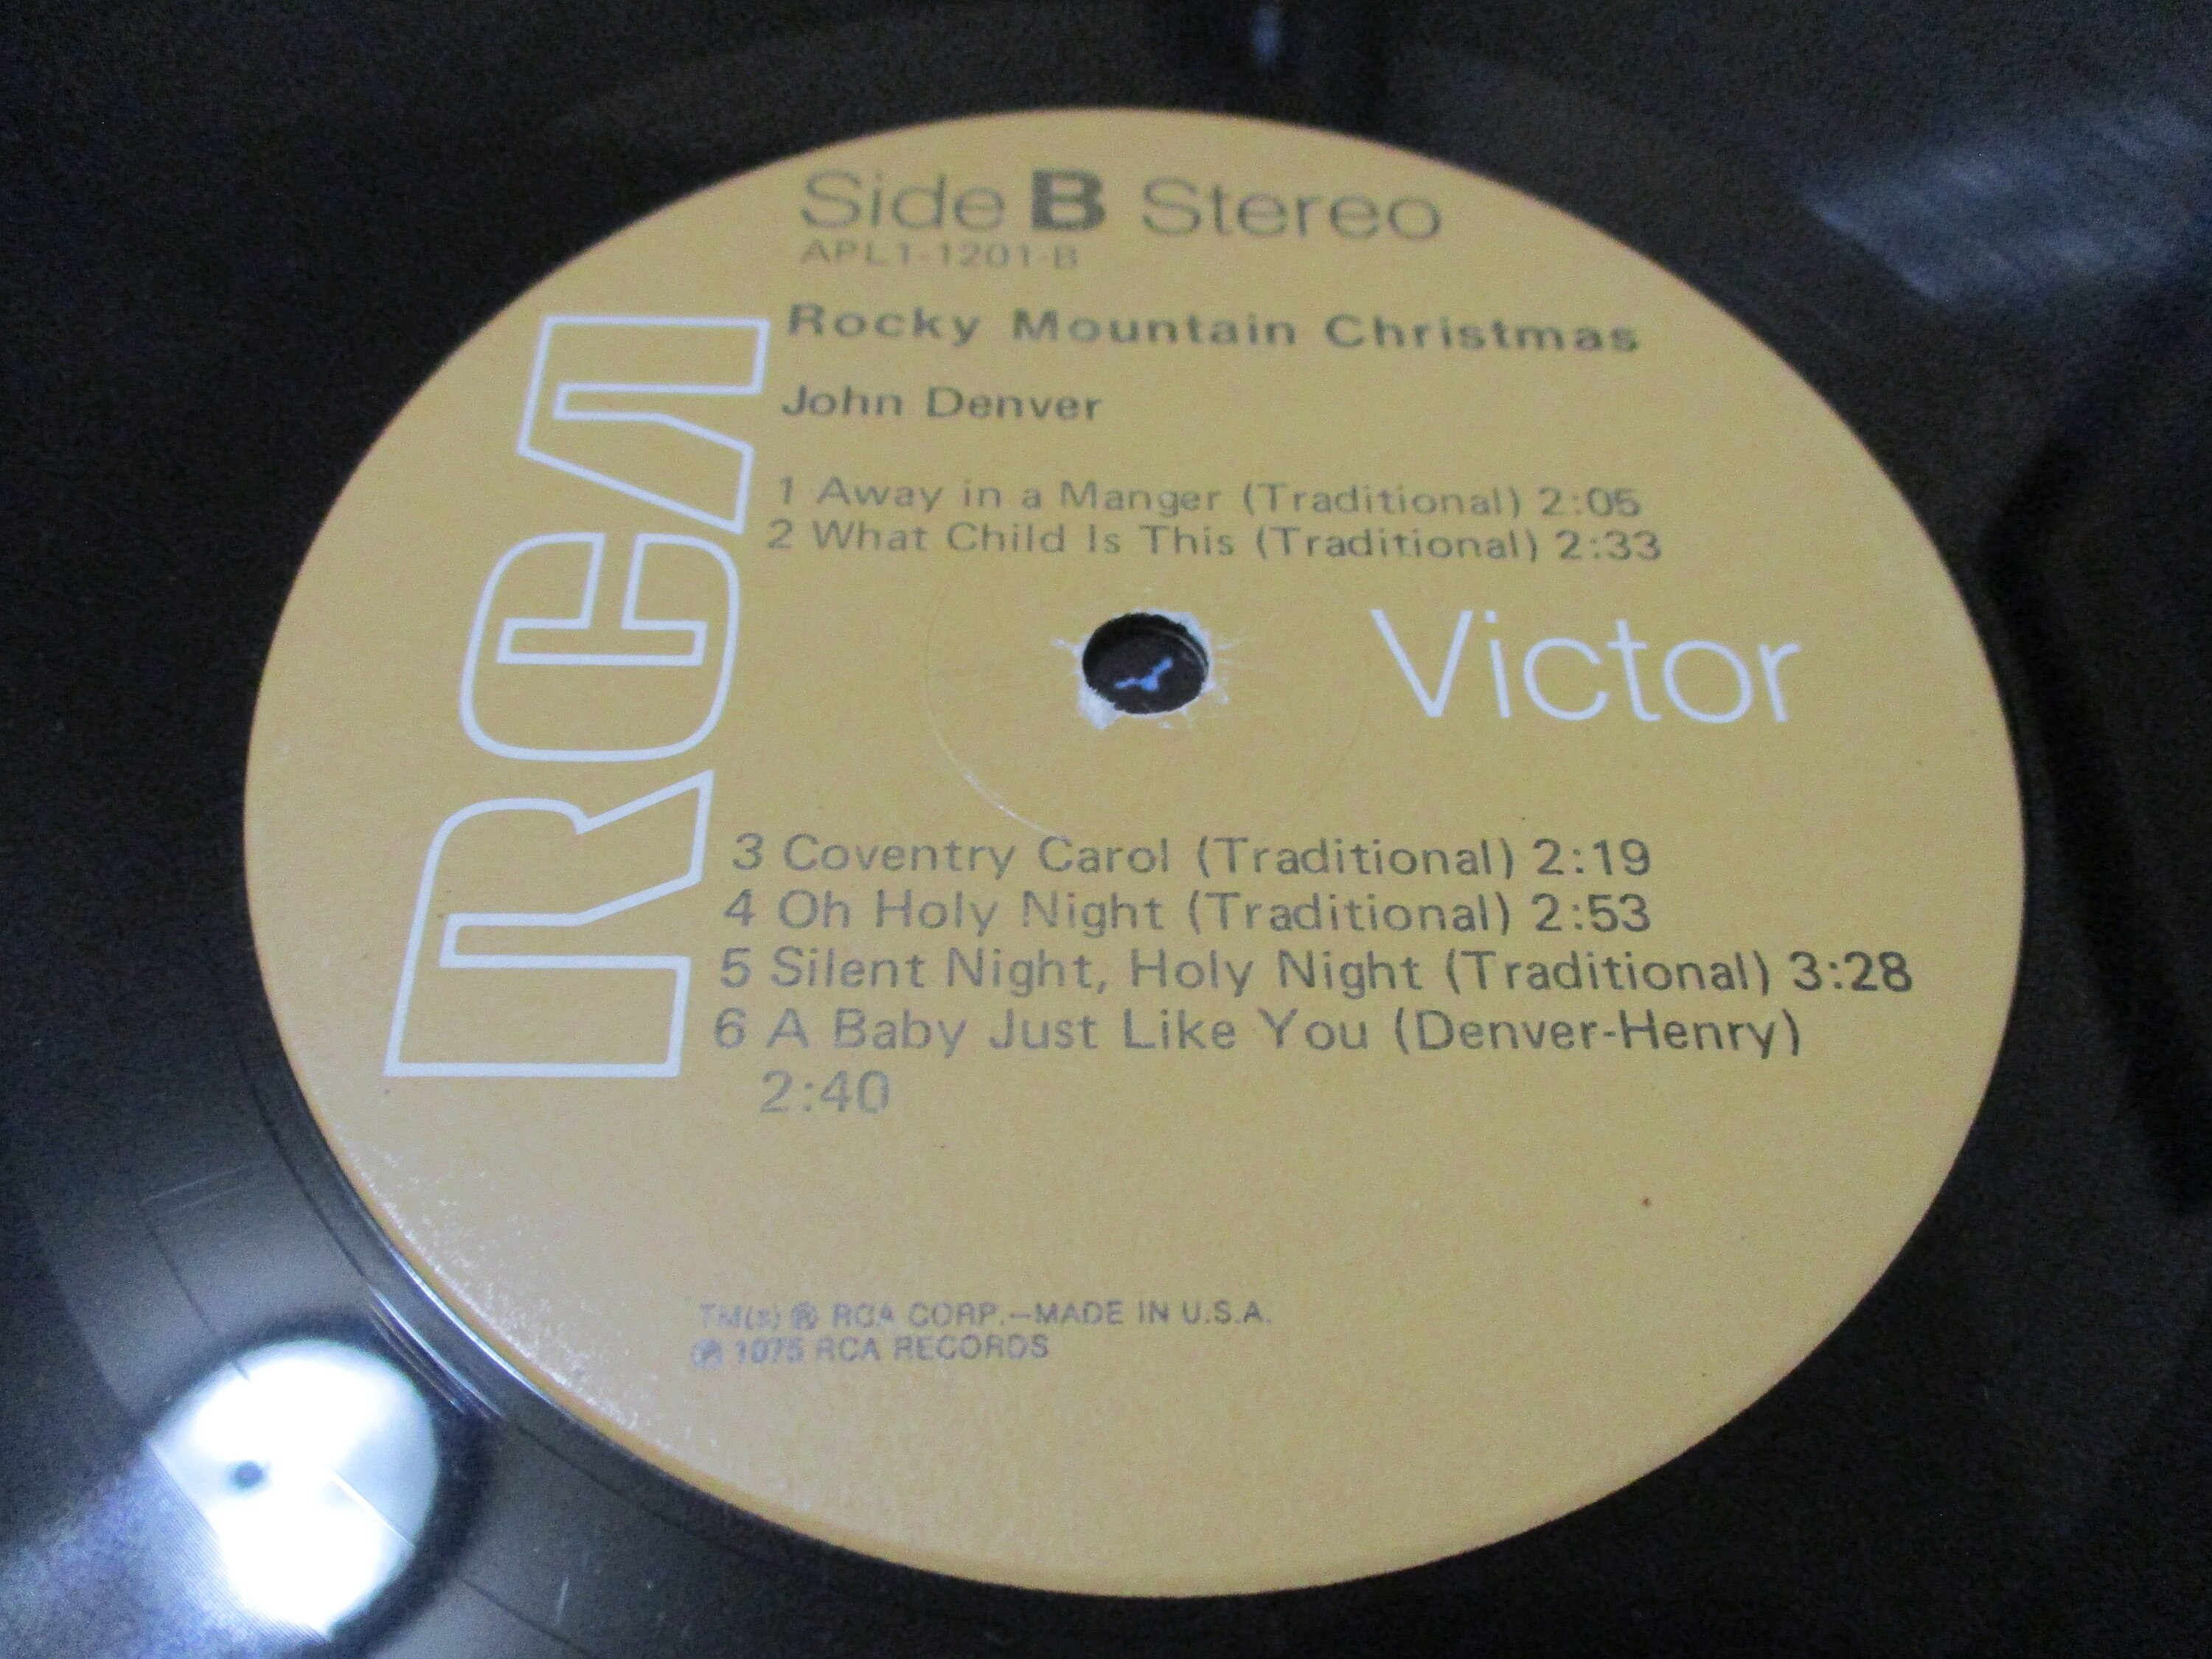 Side B Stereo
APL1-1201-B
Rocky Mountain Christmas
John Denver
1 Away in a Manger (Traditional) 2:05
2 What Child Is This (Traditional) 2:33
RCA
Victor
3 Coventry Carol (Traditional) 2:19
4 Oh Holy Night (Traditional) 2:53
5 Silent Night, Holy Night (Traditional) 3:28
6 A Baby Just Like You (Denver-Henry)
2:40
TM(s) ® RCA CORP.—MADE IN U.S.A.
℗ 1975 RCA RECORDS